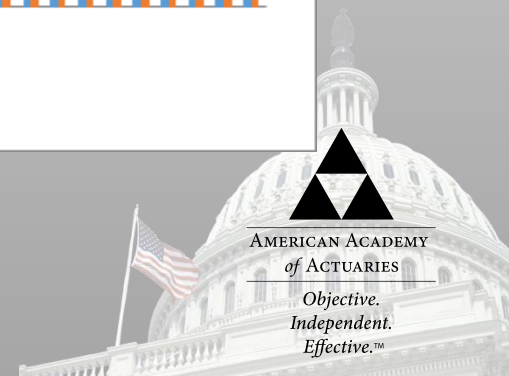 AMERICAN ACADEMY
of ACTUARIES
Objective.
Independent.
Effective.™